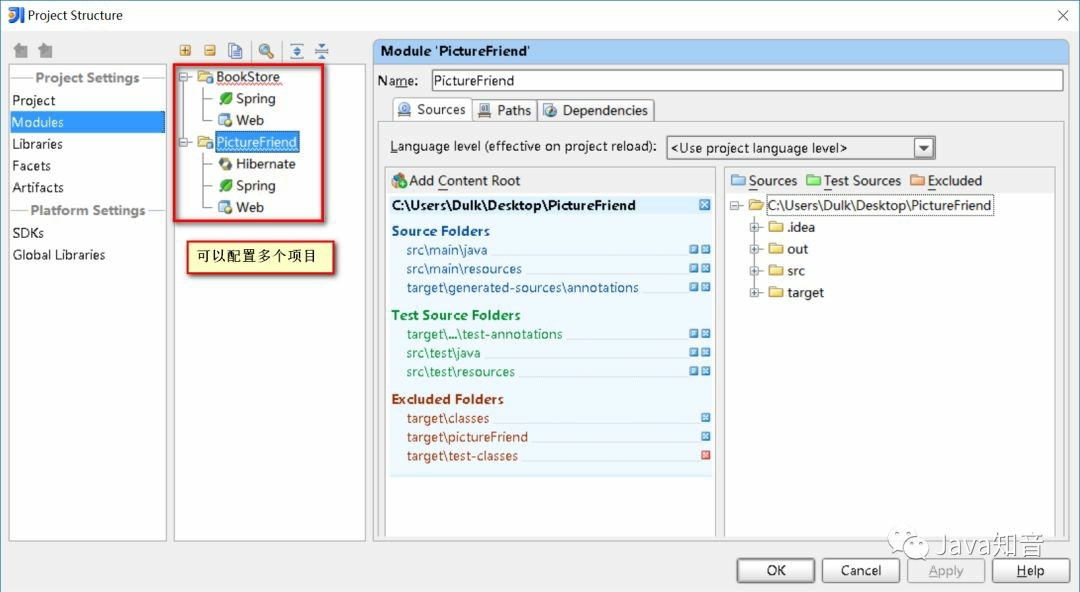 Project Structure
Project Settings
Project
Modules
Libraries
Facets
Artifacts
Platform Settings
SDKs
Global Libraries
BookStore
Spring
Web
PictureFriend
Hibernate
Spring
Web
可以配置多个项目
Module 'PictureFriend'
Name: PictureFriend
Sources Paths Dependencies
Language level (effective on project reload): <Use project language level>
Add Content Root
C:\Users\Dulk\Desktop\PictureFriend
Source Folders
src\main\java
src\main\resources
target\generated-sources\annotations
Test Source Folders
target\...\test-annotations
src\test\java
src\test\resources
Excluded Folders
target\classes
target\pictureFriend
target\test-classes
Sources Test Sources Excluded
C:\Users\Dulk\Desktop\PictureFriend
.idea
out
src
target
Java知音
OK Cancel Apply Help